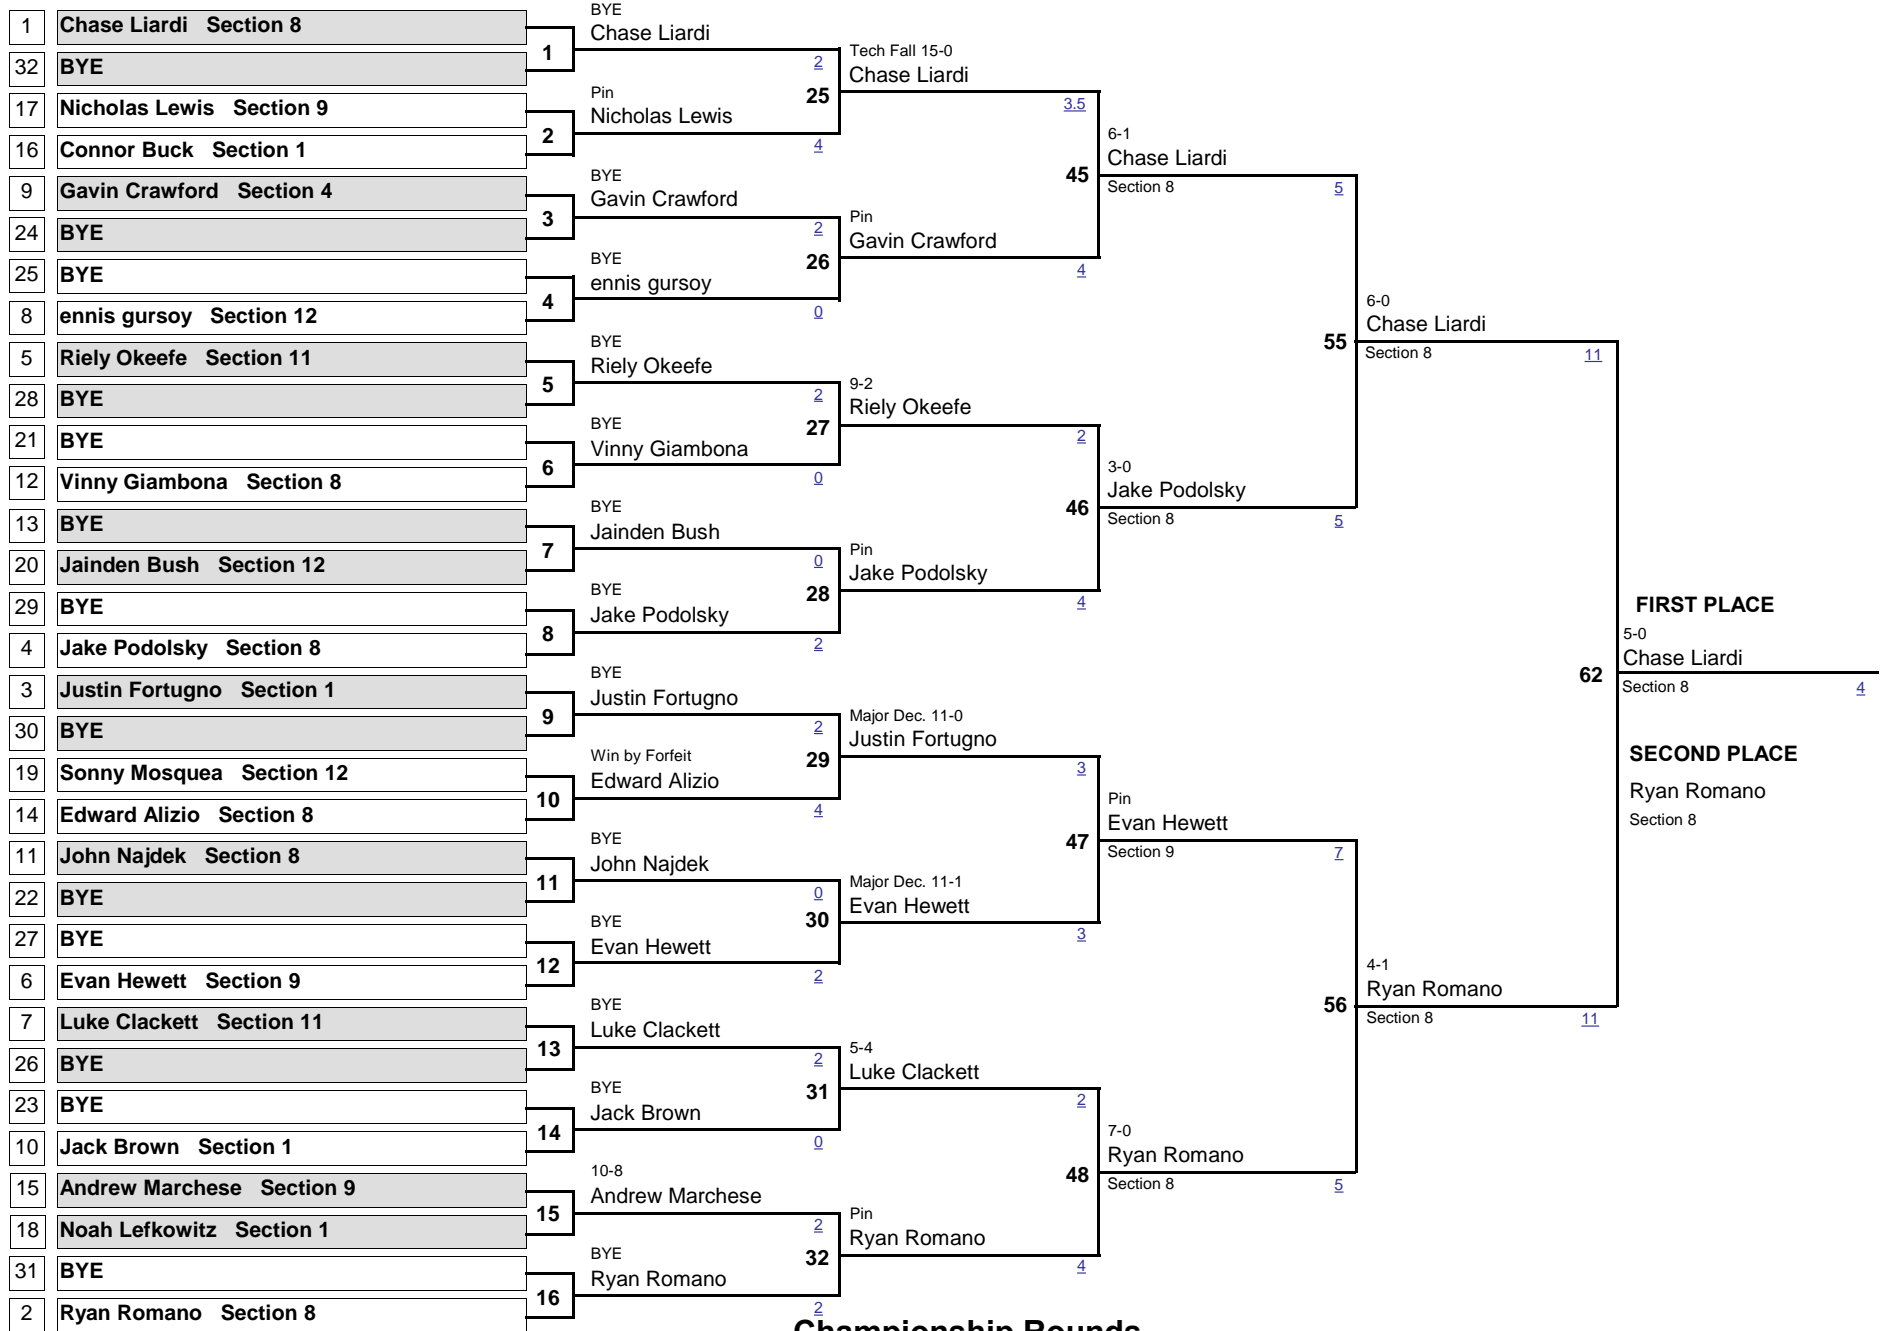 1 Chase Liardi Section 8
32 BYE
17 Nicholas Lewis Section 9
16 Connor Buck Section 1
9 Gavin Crawford Section 4
24 BYE
25 BYE
8 ennis gursoy Section 12
5 Riely Okeefe Section 11
28 BYE
21 BYE
12 Vinny Giambona Section 8
13 BYE
20 Jainden Bush Section 12
29 BYE
4 Jake Podolsky Section 8
3 Justin Fortugno Section 1
30 BYE
19 Sonny Mosquea Section 12
14 Edward Alizio Section 8
11 John Najdek Section 8
22 BYE
27 BYE
6 Evan Hewett Section 9
7 Luke Clackett Section 11
26 BYE
23 BYE
10 Jack Brown Section 1
15 Andrew Marchese Section 9
18 Noah Lefkowitz Section 1
31 BYE
2 Ryan Romano Section 8
BYE
1 Chase Liardi
2
Pin
Nicholas Lewis
2
4
BYE
3 Gavin Crawford
2
BYE
ennis gursoy
4
0
BYE
Riely Okeefe
5
2
BYE
Vinny Giambona
6
0
BYE
Jainden Bush
7
0
BYE
Jake Podolsky
8
2
BYE
Justin Fortugno
9
2
Win by Forfeit
Edward Alizio
10
4
BYE
John Najdek
11
0
BYE
Evan Hewett
12
2
BYE
Luke Clackett
13
2
BYE
Jack Brown
14
0
10-8
Andrew Marchese
15
2
BYE
Ryan Romano
16
2
Tech Fall 15-0
Chase Liardi
25
3.5
Pin
Gavin Crawford
26
4
9-2
Riely Okeefe
27
2
Pin
Jake Podolsky
28
4
Major Dec. 11-0
Justin Fortugno
29
3
Major Dec. 11-1
Evan Hewett
30
3
5-4
Luke Clackett
31
2
Pin
Ryan Romano
32
4
6-1
Chase Liardi
45
Section 8
5
3-0
Jake Podolsky
46
Section 8
5
Pin
Evan Hewett
47
Section 9
7
7-0
Ryan Romano
48
Section 8
5
6-0
Chase Liardi
55
Section 8
11
4-1
Ryan Romano
56
Section 8
11
FIRST PLACE
5-0
Chase Liardi
62
Section 8
4
SECOND PLACE
Ryan Romano
Section 8
Championship Rounds